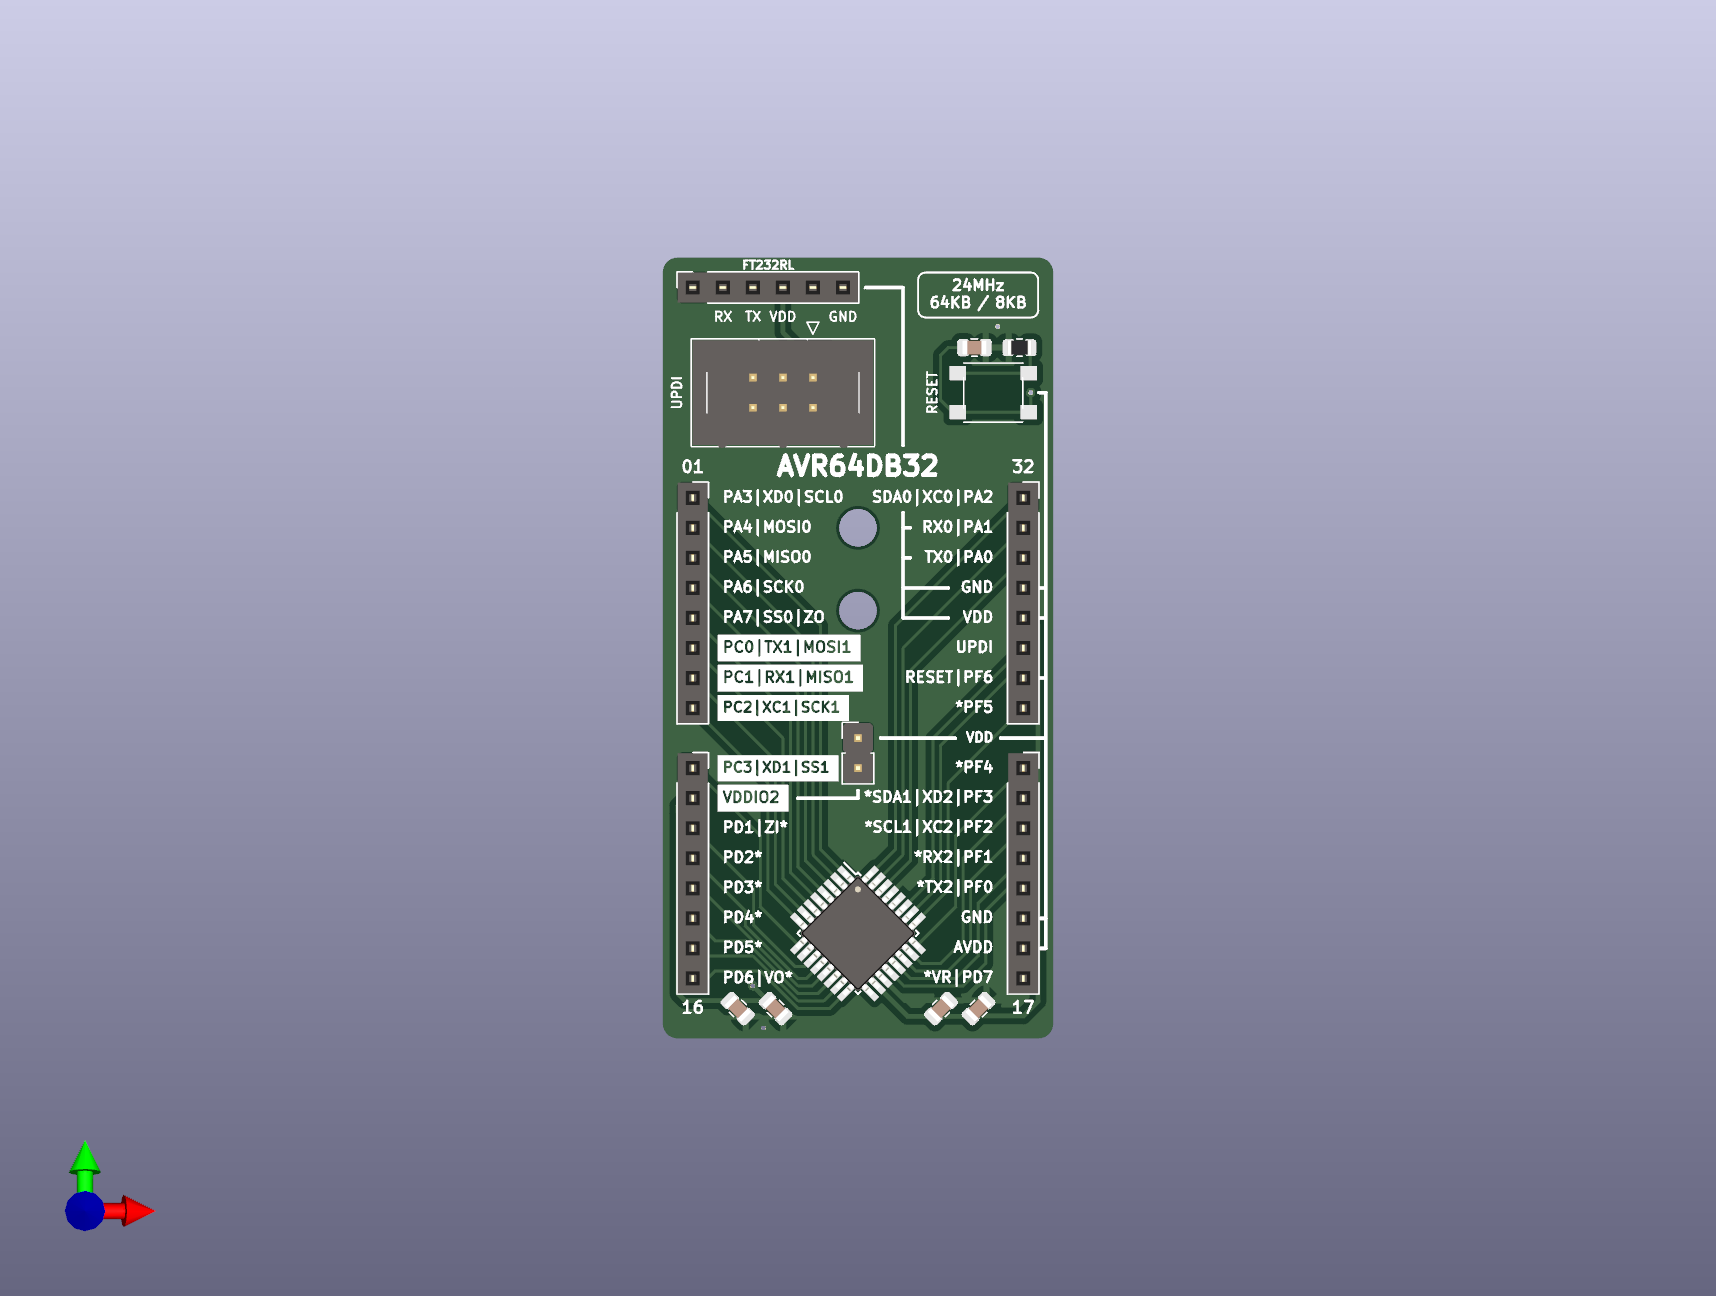 FT232RL
RX TX VDD GND
24MHz
64KB / 8KB
UPDI
RESET
AVR64DB32
01
32
PA3|XD0|SCL0
SDA0|XC0|PA2
PA4|MOSI0
RX0|PA1
PA5|MISO0
TX0|PA0
PA6|SCK0
GND
PA7|SS0|ZO
VDD
PC0|TX1|MOSI1
UPDI
PC1|RX1|MISO1
RESET|PF6
PC2|XC1|SCK1
*PF5
VDD
PC3|XD1|SS1
*PF4
VDDIO2
*SDA1|XD2|PF3
PD1|ZI*
*SCL1|XC2|PF2
PD2*
*RX2|PF1
PD3*
*TX2|PF0
PD4*
GND
PD5*
AVDD
PD6|VO*
*VR|PD7
16
17